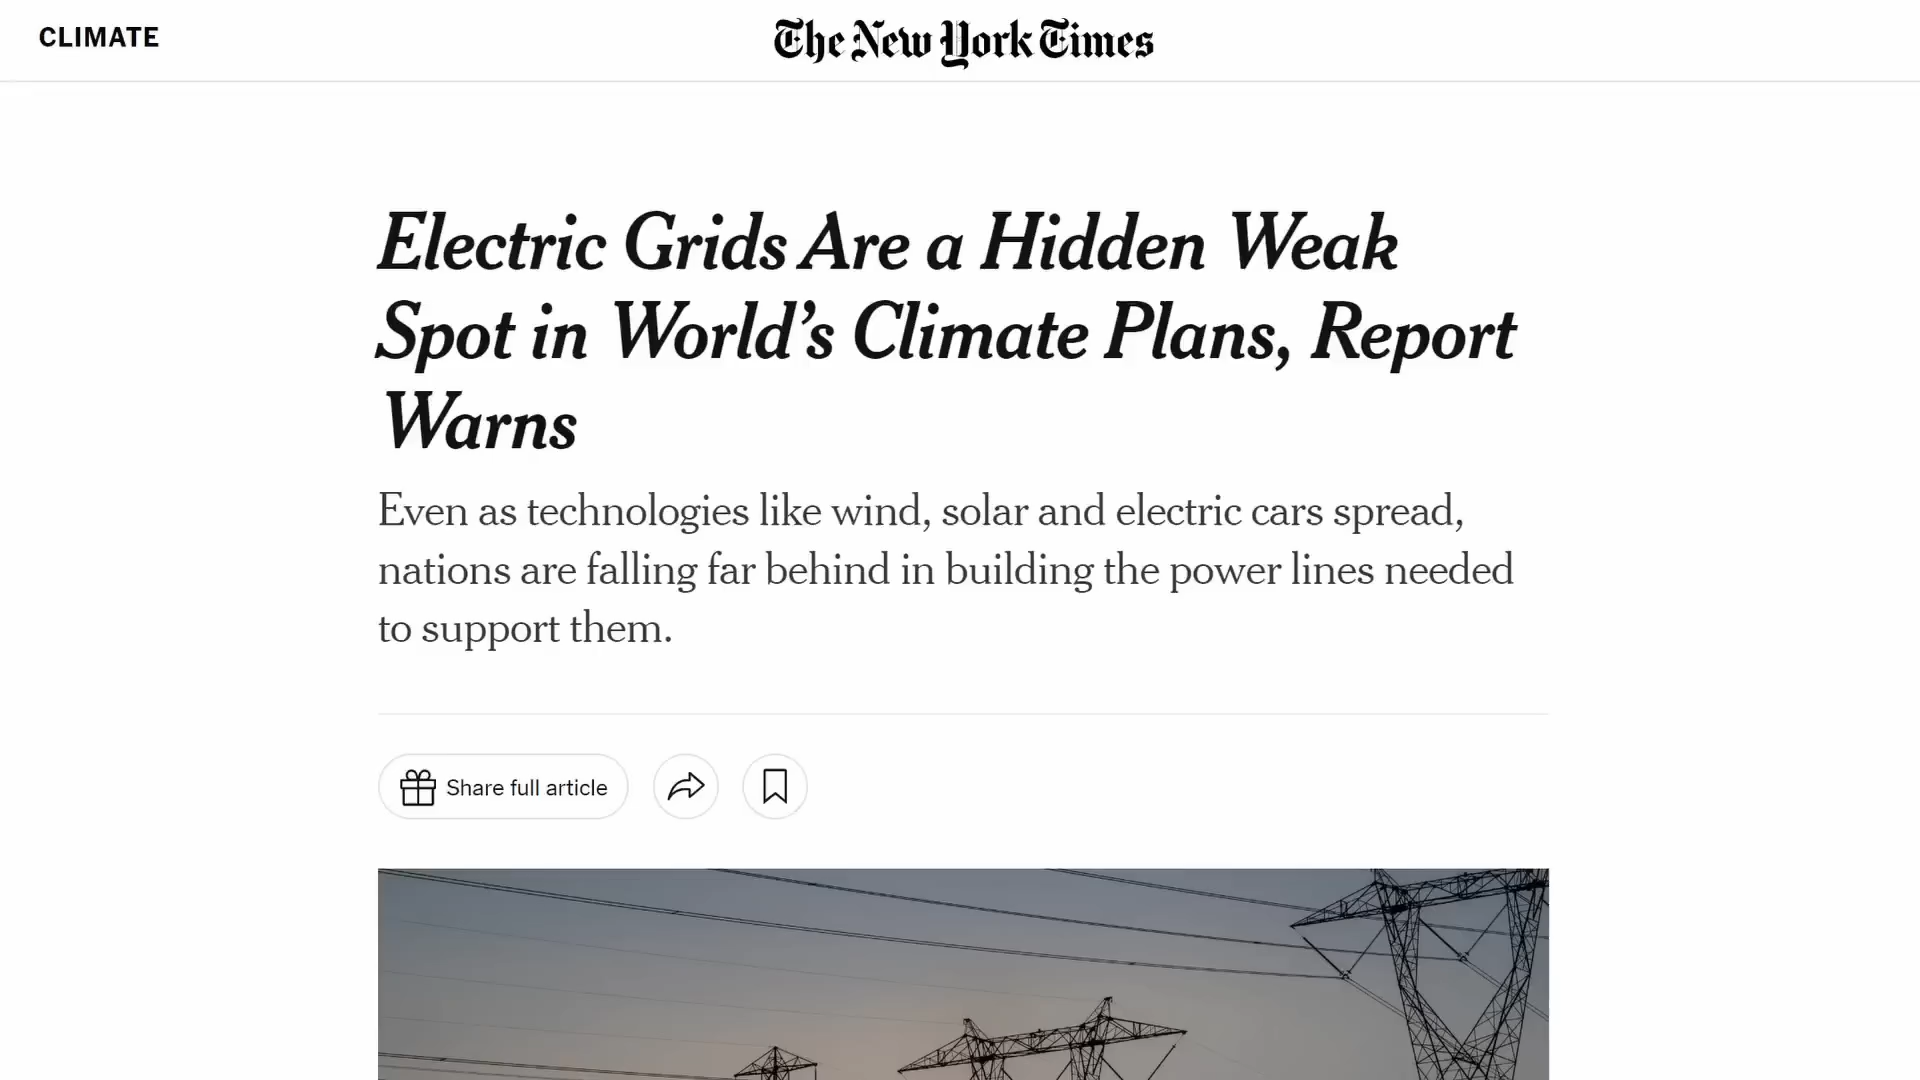 CLIMATE
The New York Times
Electric Grids Are a Hidden Weak
Spot in World’s Climate Plans, Report
Warns
Even as technologies like wind, solar and electric cars spread,
nations are falling far behind in building the power lines needed
to support them.
Share full article